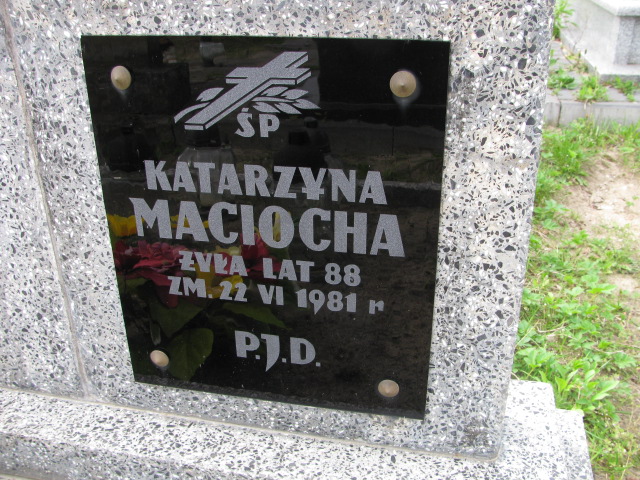 ŚP
KATARZYNA
MACIOCHA
ŻYŁA LAT 88
ZM. 22 VI 1981 r
P.J.D.